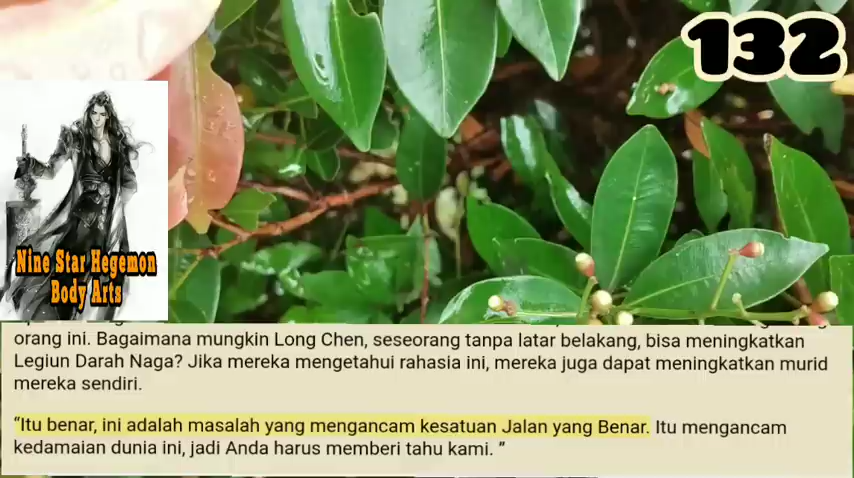 132
Nine Star Hegemon
Body Arts
orang ini. Bagaimana mungkin Long Chen, seseorang tanpa latar belakang, bisa meningkatkan
Legiun Darah Naga? Jika mereka mengetahui rahasia ini, mereka juga dapat meningkatkan murid
mereka sendiri.
“Itu benar, ini adalah masalah yang mengancam kesatuan Jalan yang Benar. Itu mengancam
kedamaian dunia ini, jadi Anda harus memberi tahu kami. ”